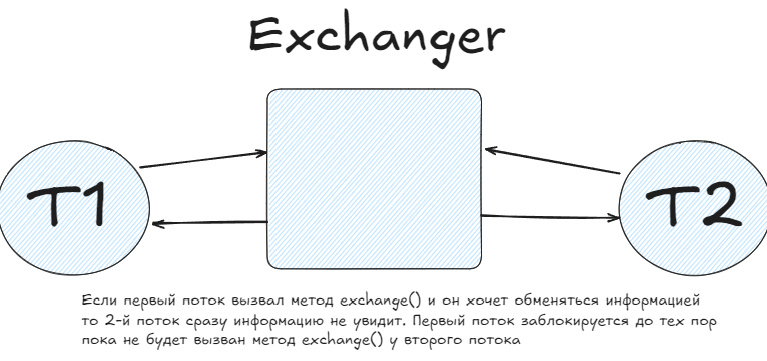 Exchanger
T1
T2
Если первый поток вызвал метод exchange() и он хочет обменяться информацией
то 2-й поток сразу информацию не увидит. Первый поток заблокируется до тех пор
пока не будет вызван метод exchange() у второго потока